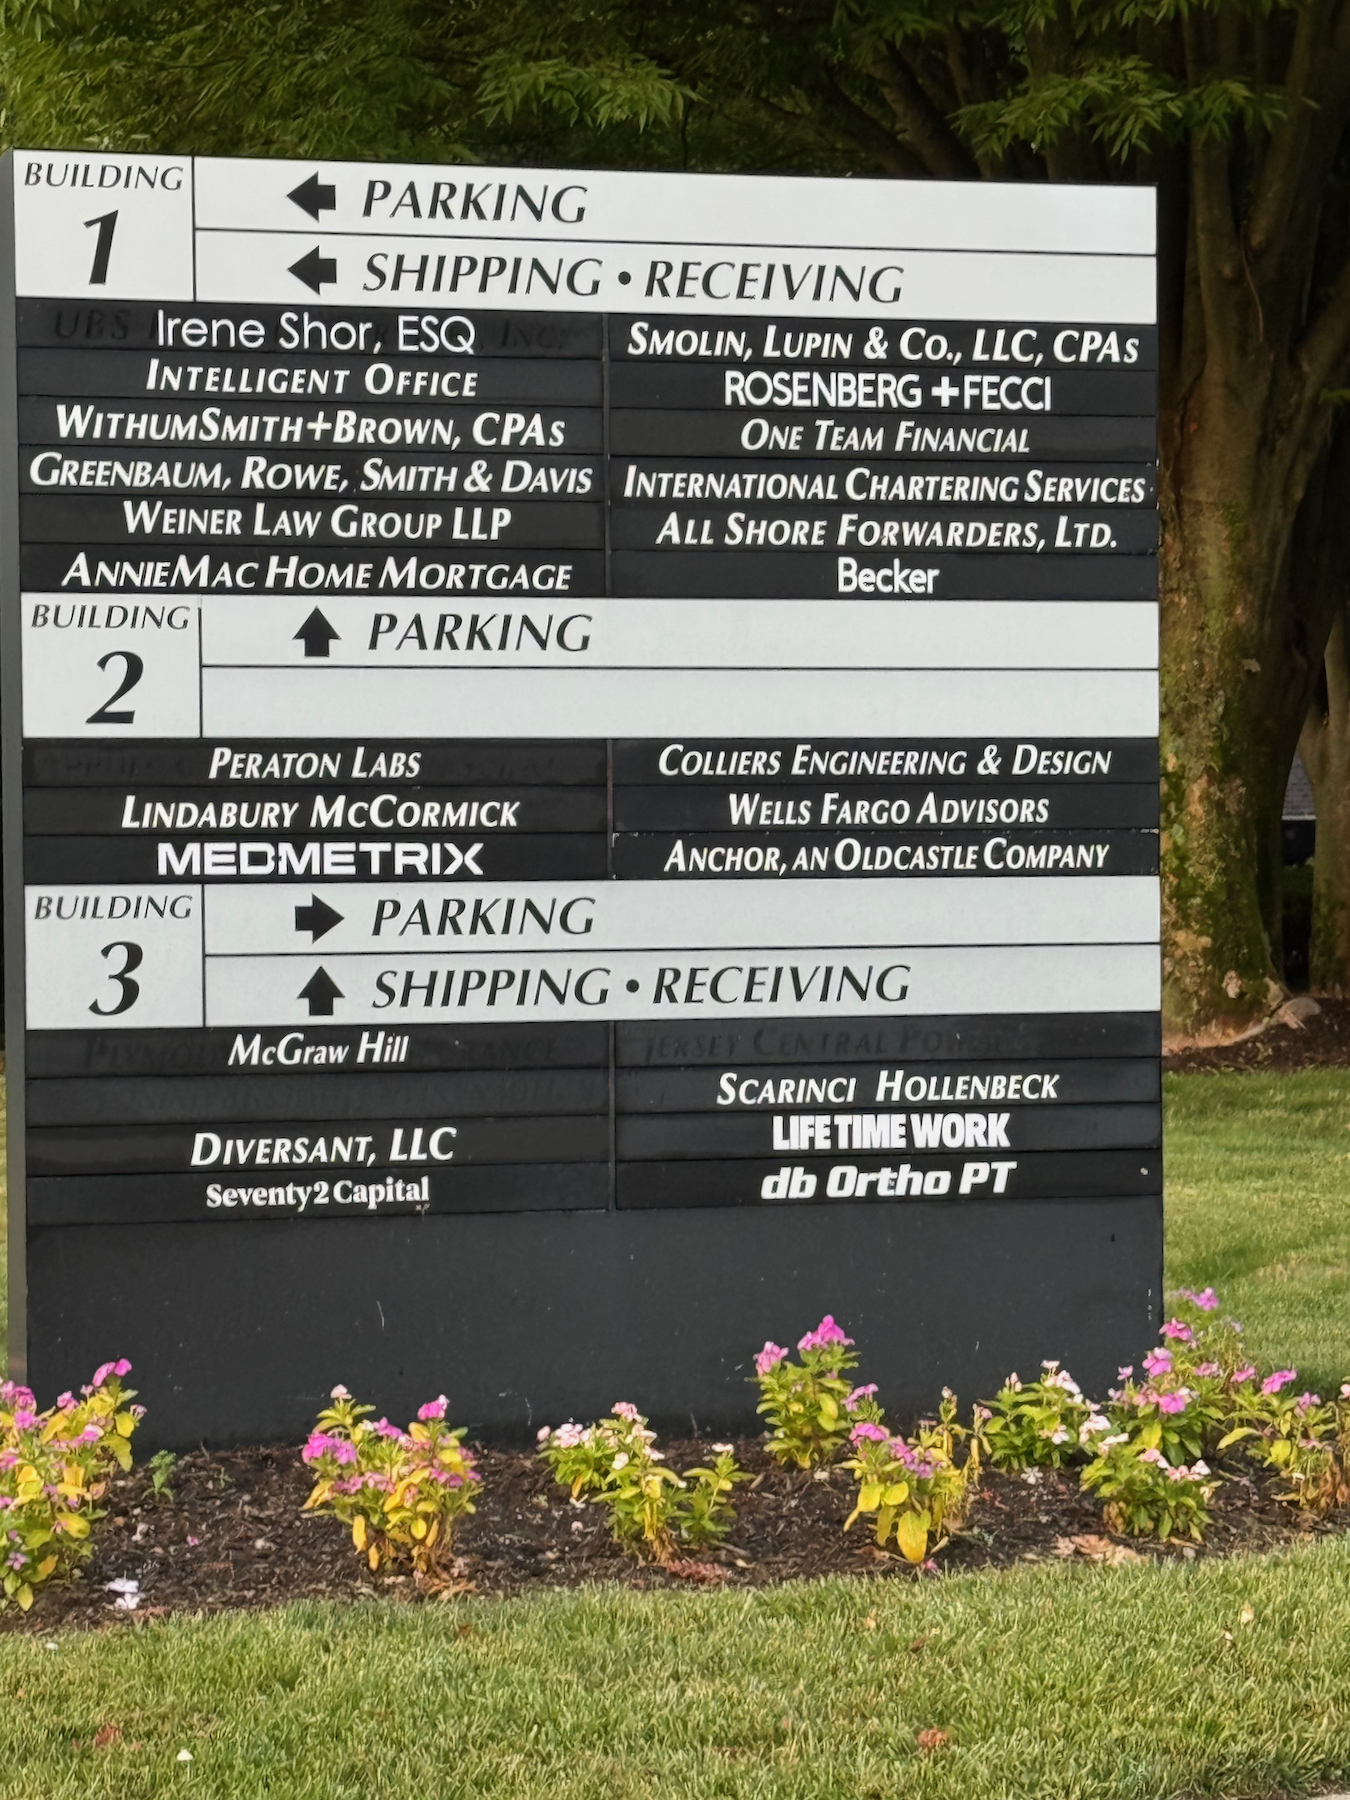 BUILDING
1
PARKING
SHIPPING • RECEIVING
Irene Shor, ESQ
INTELLIGENT OFFICE
WITHUMSMITH+BROWN, CPAS
GREENBAUM, ROWE, SMITH & DAVIS
WEINER LAW GROUP LLP
ANNIEMAC HOME MORTGAGE
SMOLIN, LUPIN & CO., LLC, CPAS
ROSENBERG +FECCI
ONE TEAM FINANCIAL
INTERNATIONAL CHARTERING SERVICES
ALL SHORE FORWARDERS, LTD.
Becker
BUILDING
2
PARKING
PERATON LABS
LINDABURY MCCORMICK
MEDMETRIX
COLLIERS ENGINEERING & DESIGN
WELLS FARGO ADVISORS
ANCHOR, AN OLDCASTLE COMPANY
BUILDING
3
PARKING
SHIPPING • RECEIVING
McGraw Hill
DIVERSANT, LLC
Seventy2 Capital
JERSEY CENTRAL POWER
SCARINCI HOLLENBECK
LIFE TIME WORK
db Ortho PT